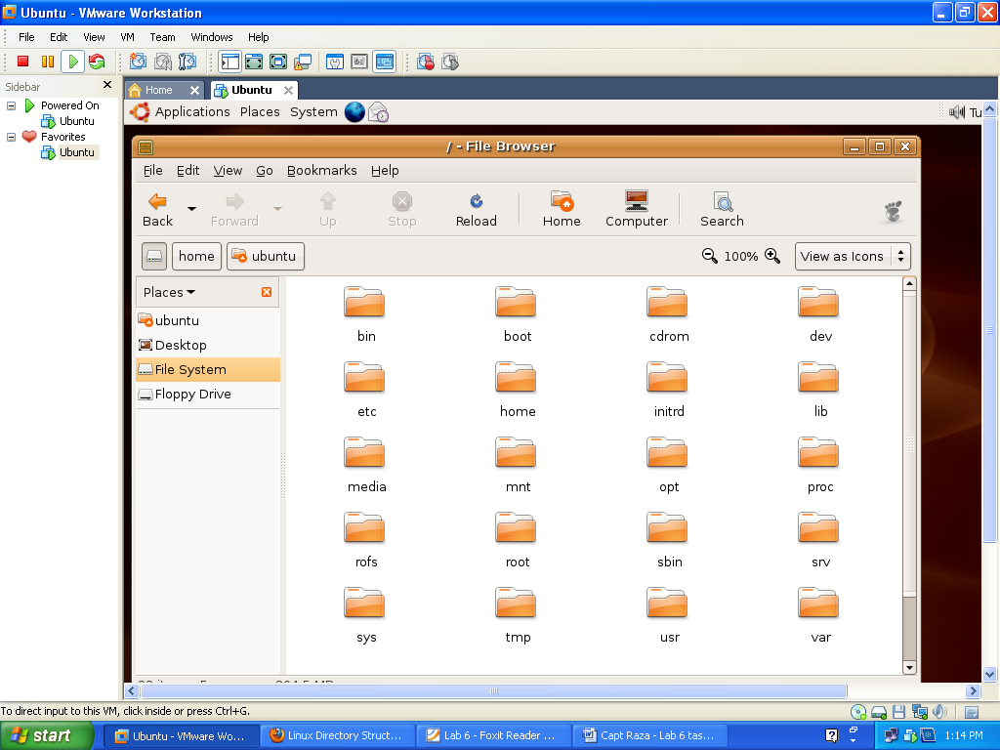 Ubuntu - VMware Workstation
File Edit View VM Team Windows Help
Sidebar
Powered On
Ubuntu
Favorites
Ubuntu
Home Ubuntu
Applications Places System Tu
/ - File Browser
File Edit View Go Bookmarks Help
Back Forward Up Stop Reload Home Computer Search
home ubuntu 100% View as Icons
Places
ubuntu
Desktop
File System
Floppy Drive
bin boot cdrom dev
etc home initrd lib
media mnt opt proc
rofs root sbin srv
sys tmp usr var
To direct input to this VM, click inside or press Ctrl+G.
start Ubuntu - VMware Wo... Linux Directory Struct... Lab 6 - Foxit Reader ... Capt Raza - Lab 6 tas... 1:14 PM